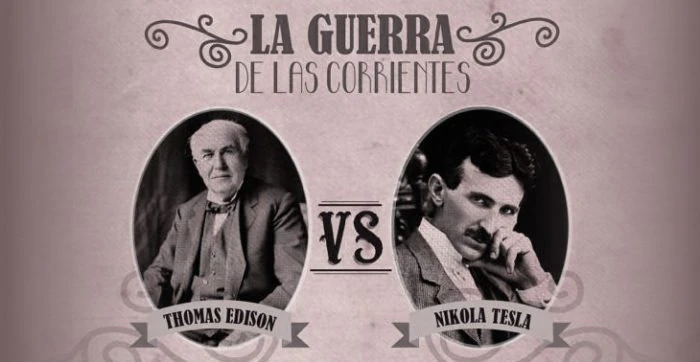 LA GUERRA
DE LAS CORRIENTES
VS
THOMAS EDISON
NIKOLA TESLA